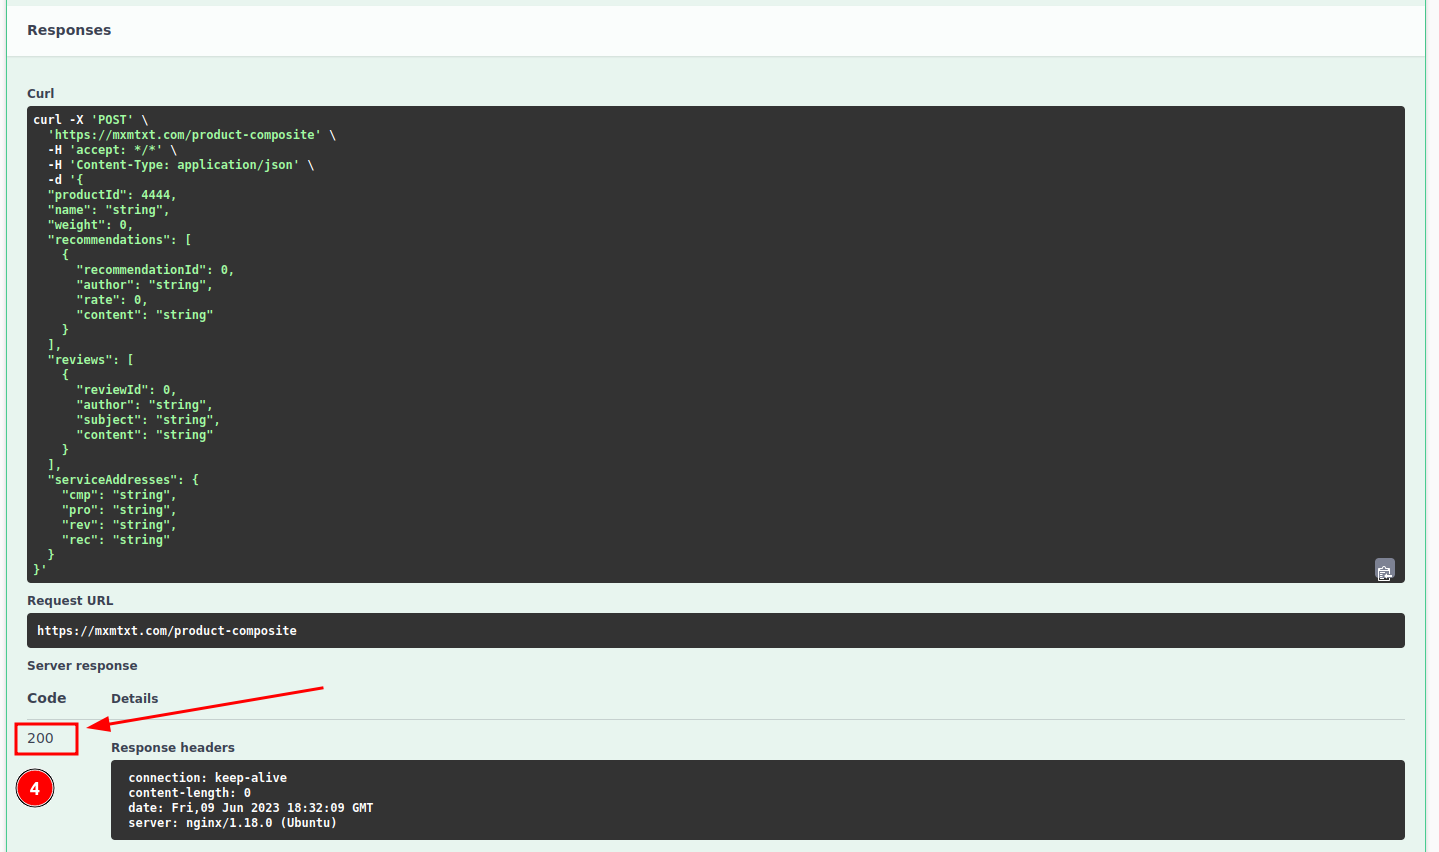 Responses
Curl
curl -X 'POST' \
  'https://mxmtxt.com/product-composite' \
  -H 'accept: */*' \
  -H 'Content-Type: application/json' \
  -d '{
  "productId": 4444,
  "name": "string",
  "weight": 0,
  "recommendations": [
    {
      "recommendationId": 0,
      "author": "string",
      "rate": 0,
      "content": "string"
    }
  ],
  "reviews": [
    {
      "reviewId": 0,
      "author": "string",
      "subject": "string",
      "content": "string"
    }
  ],
  "serviceAddresses": {
    "cmp": "string",
    "pro": "string",
    "rev": "string",
    "rec": "string"
  }
}'
Request URL
https://mxmtxt.com/product-composite
Server response
Code Details
200
Response headers
connection: keep-alive
content-length: 0
date: Fri,09 Jun 2023 18:32:09 GMT
server: nginx/1.18.0 (Ubuntu)
4